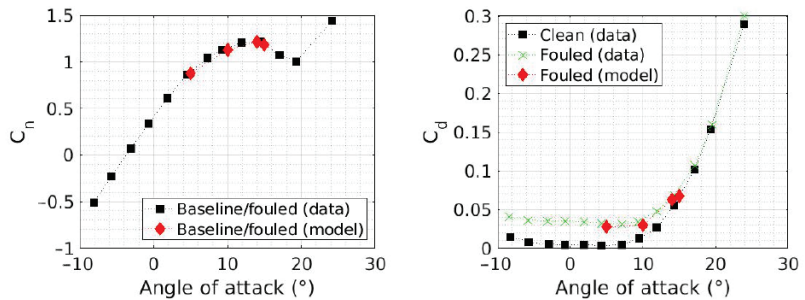 1.5
1
0.5
0
−0.5
−1
−10 0 10 20 30
Cn
Angle of attack (°)
Baseline/fouled (data)
Baseline/fouled (model)
0.3
0.25
0.2
0.15
0.1
0.05
0
−10 0 10 20 30
Cd
Angle of attack (°)
Clean (data)
Fouled (data)
Fouled (model)